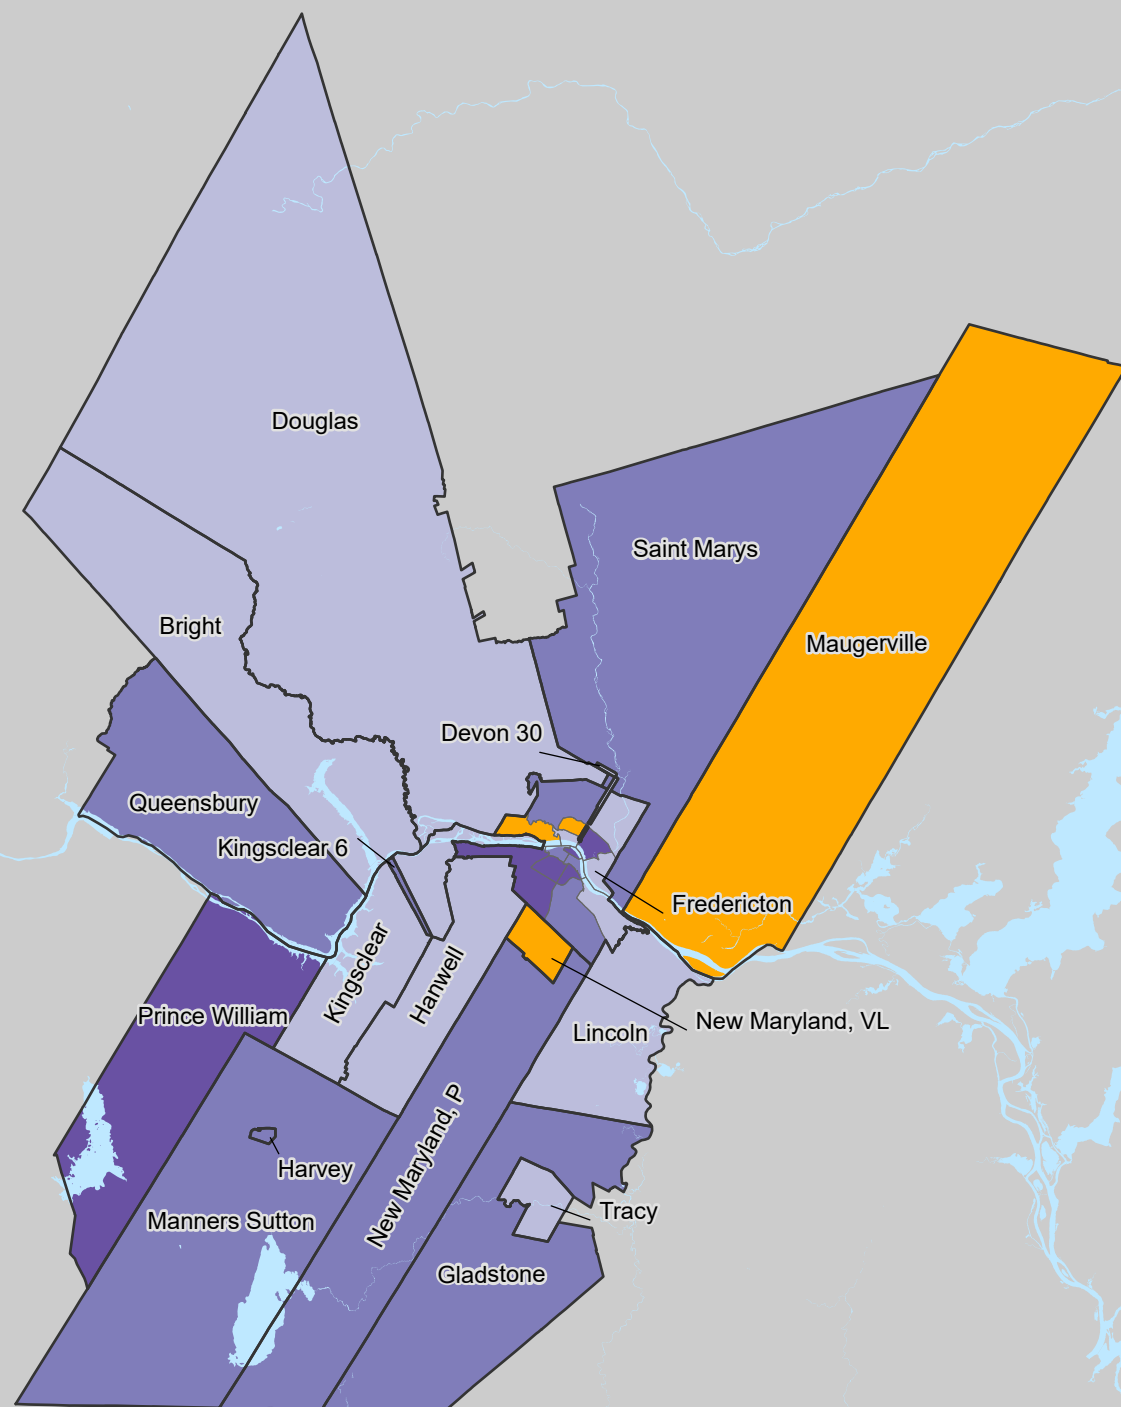 Douglas
Saint Marys
Bright
Maugerville
Devon 30
Queensbury
Kingsclear 6
Fredericton
Kingsclear
Hanwell
Prince William
New Maryland, VL
Lincoln
New Maryland, P
Harvey
Manners Sutton
Tracy
Gladstone